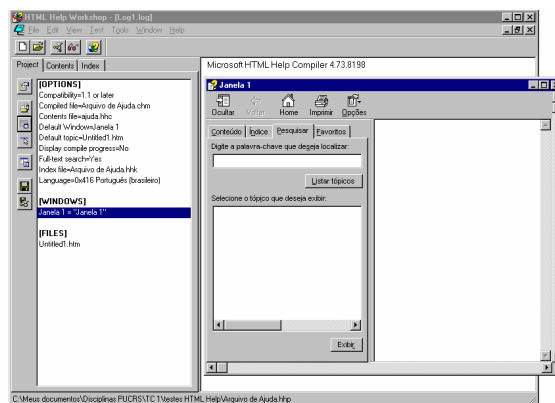 HTML Help Workshop - [Log1.log]
File Edit View Test Tools Window Help
Project Contents Index
[OPTIONS]
Compatibility=1.1 or later
Compiled file=Arquivo de Ajuda.chm
Contents file=ajuda.hhc
Default Window=Janela 1
Default topic=Untitled1.htm
Display compile progress=No
Full-text search=Yes
Index file=Arquivo de Ajuda.hhk
Language=0x416 Português (brasileiro)
[WINDOWS]
Janela 1 = "Janela 1"
[FILES]
Untitled1.htm
Microsoft HTML Help Compiler 4.73.8198
Janela 1
Ocultar Voltar Home Imprimir Opções
Conteúdo Índice Pesquisar Favoritos
Digite a palavra-chave que deseja localizar:
Listar tópicos
Selecione o tópico que deseja exibir:
Exibir
C:\Meus documentos\Disciplinas PUCRS\TC 1\testes HTML Help\Arquivo de Ajuda.hhp